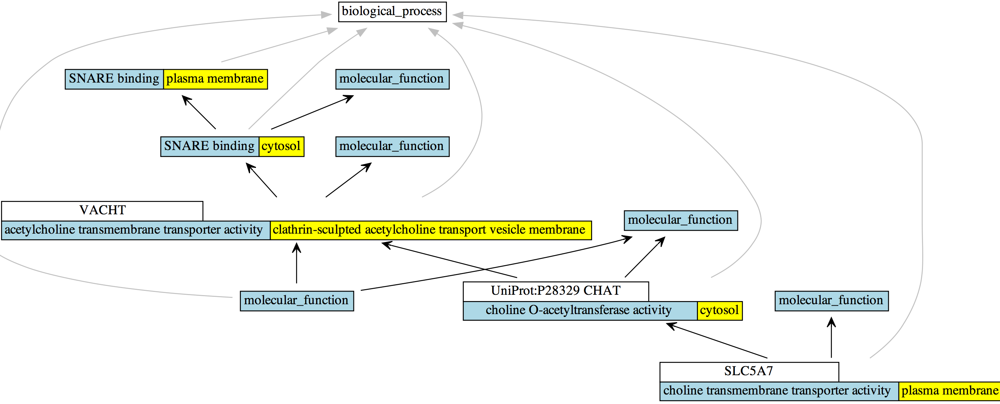 biological_process
SNARE binding plasma membrane
molecular_function
SNARE binding cytosol
molecular_function
VACHT
acetylcholine transmembrane transporter activity clathrin-sculpted acetylcholine transport vesicle membrane
molecular_function
molecular_function
UniProt:P28329 CHAT
choline O-acetyltransferase activity cytosol
molecular_function
SLC5A7
choline transmembrane transporter activity plasma membrane